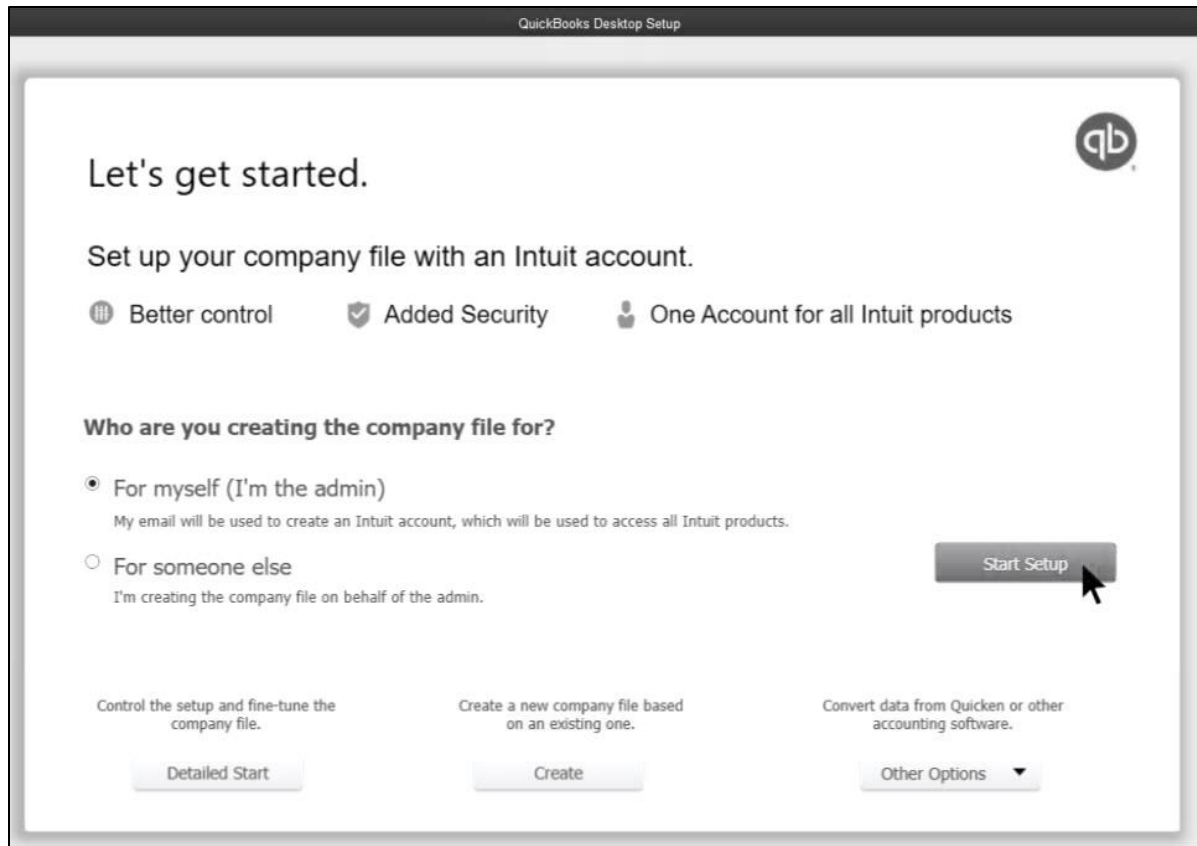 QuickBooks Desktop Setup
qb
Let's get started.
Set up your company file with an Intuit account.
Better control
Added Security
One Account for all Intuit products
Who are you creating the company file for?
For myself (I'm the admin)
My email will be used to create an Intuit account, which will be used to access all Intuit products.
For someone else
I'm creating the company file on behalf of the admin.
Start Setup
Control the setup and fine-tune the
company file.
Detailed Start
Create a new company file based
on an existing one.
Create
Convert data from Quicken or other
accounting software.
Other Options